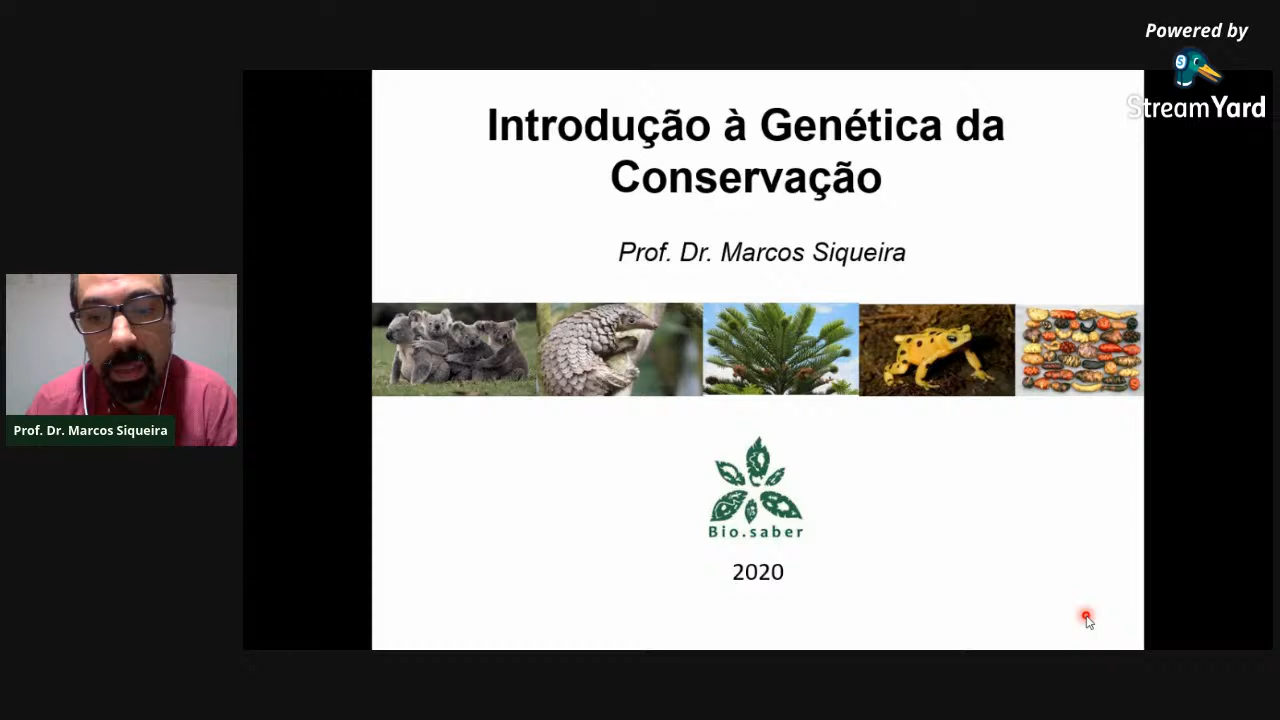 Powered by
StreamYard
Introdução à Genética da
Conservação
Prof. Dr. Marcos Siqueira
Prof. Dr. Marcos Siqueira
Bio.saber
2020